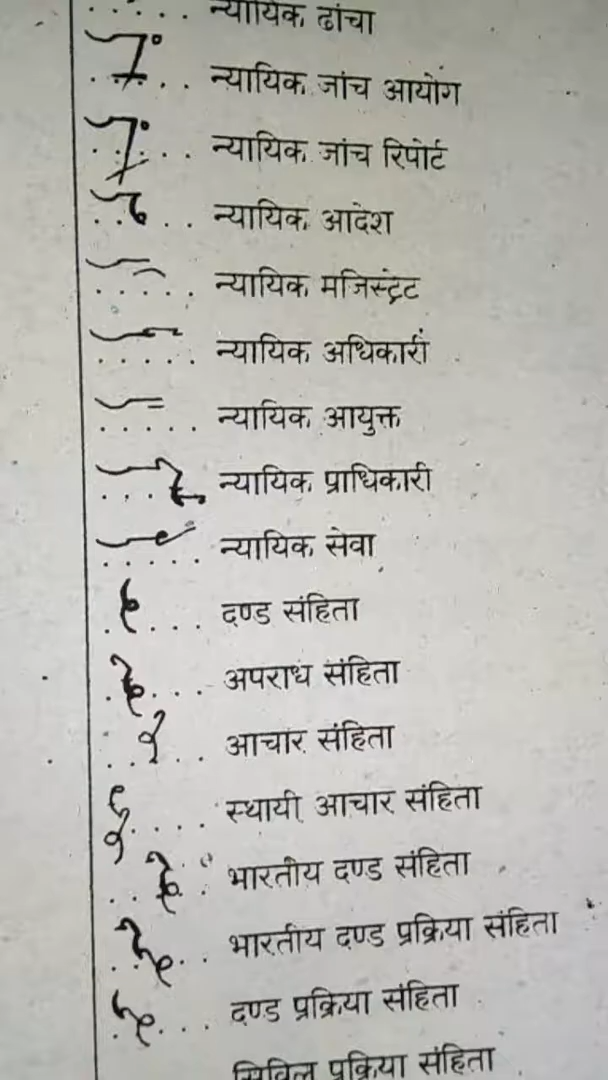 न्यायिक ढांचा
न्यायिक जांच आयोग
न्यायिक जांच रिपोर्ट
न्यायिक आदेश
न्यायिक मजिस्ट्रेट
न्यायिक अधिकारी
न्यायिक आयुक्त
न्यायिक प्राधिकारी
न्यायिक सेवा
दण्ड संहिता
अपराध संहिता
आचार संहिता
स्थायी आचार संहिता
भारतीय दण्ड संहिता
भारतीय दण्ड प्रक्रिया संहिता
दण्ड प्रक्रिया संहिता
सिविल प्रक्रिया संहिता